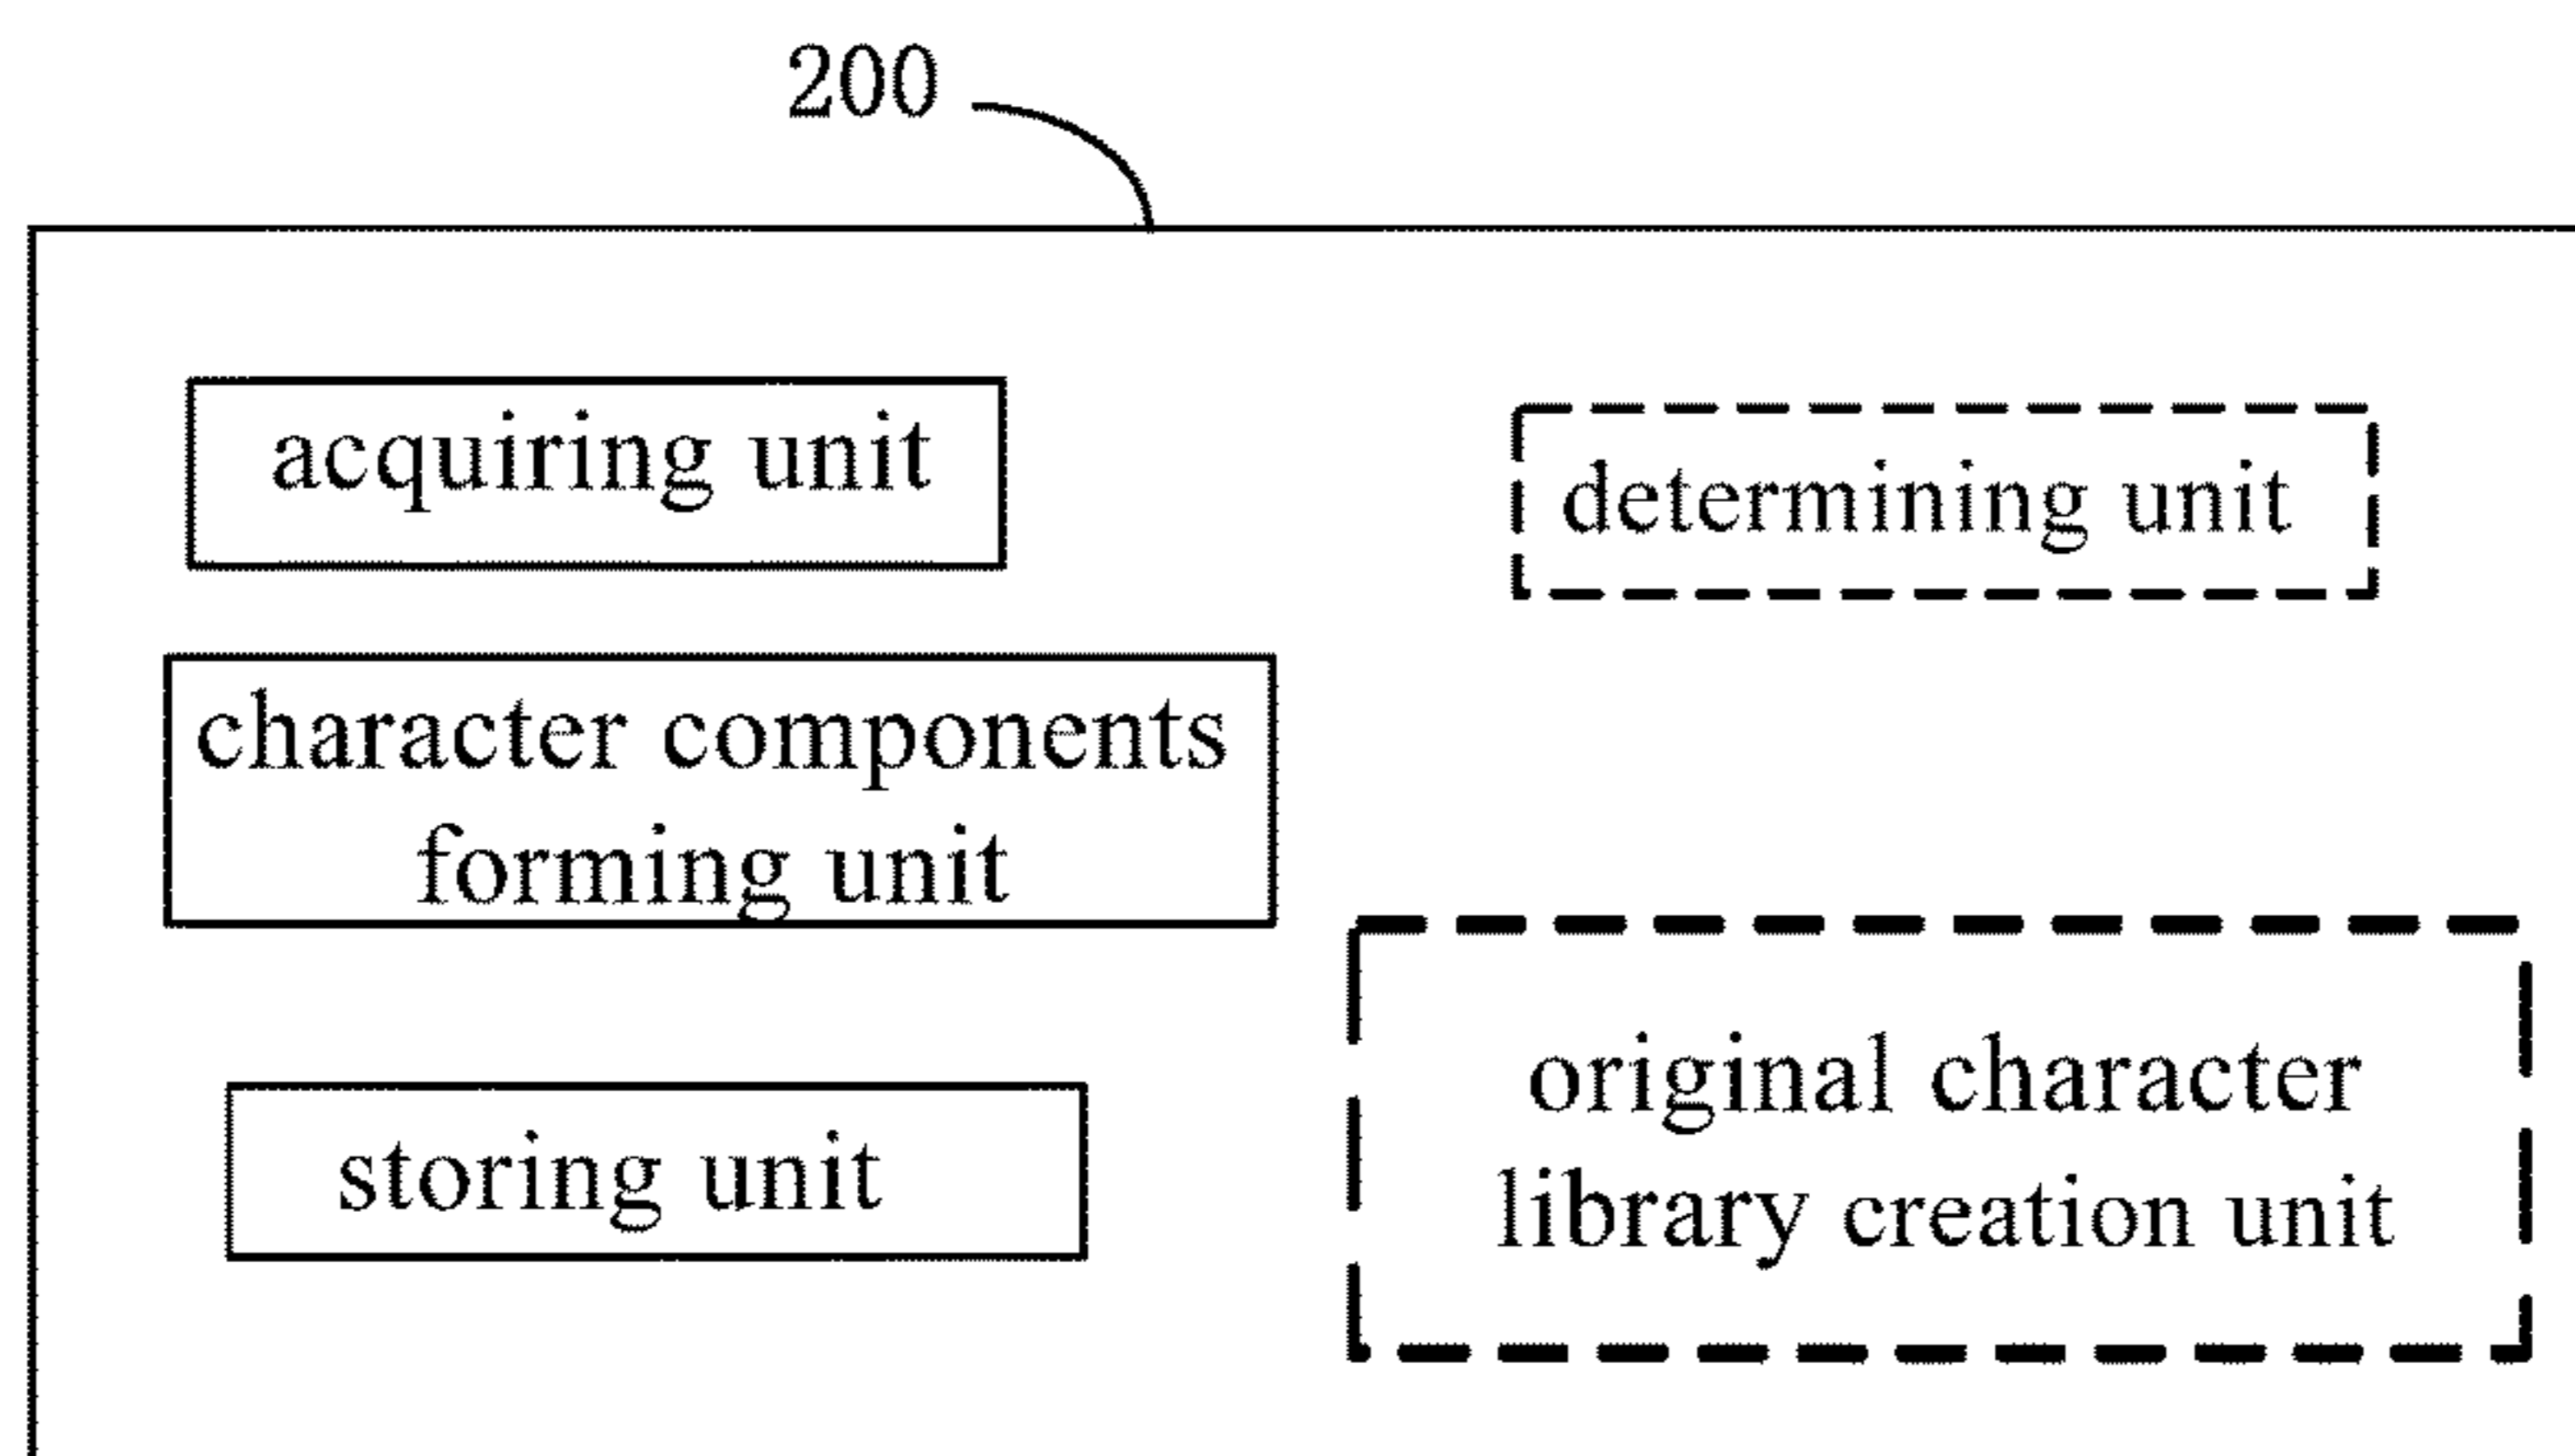 200
acquiring unit
determining unit
character components
forming unit
original character
library creation unit
storing unit